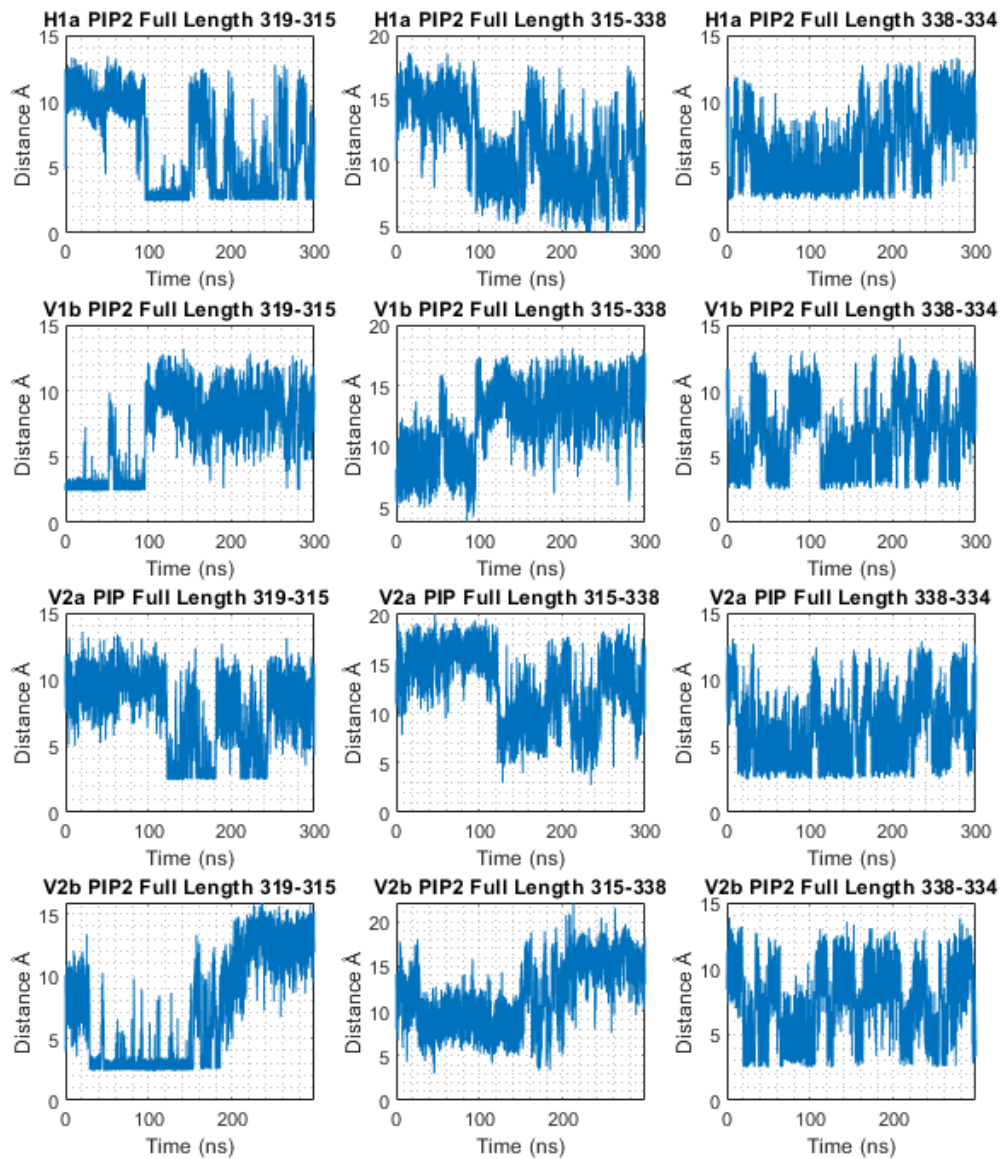 H1a PIP2 Full Length 319-315
H1a PIP2 Full Length 315-338
H1a PIP2 Full Length 338-334
15
10
5
0
Distance Å
0 100 200 300
Time (ns)
20
15
10
5
Distance Å
0 100 200 300
Time (ns)
15
10
5
0
Distance Å
0 100 200 300
Time (ns)
V1b PIP2 Full Length 319-315
V1b PIP2 Full Length 315-338
V1b PIP2 Full Length 338-334
15
10
5
0
Distance Å
0 100 200 300
Time (ns)
20
15
10
5
Distance Å
0 100 200 300
Time (ns)
15
10
5
0
Distance Å
0 100 200 300
Time (ns)
V2a PIP Full Length 319-315
V2a PIP Full Length 315-338
V2a PIP Full Length 338-334
15
10
5
0
Distance Å
0 100 200 300
Time (ns)
20
15
10
5
0
Distance Å
0 100 200 300
Time (ns)
15
10
5
0
Distance Å
0 100 200 300
Time (ns)
V2b PIP2 Full Length 319-315
V2b PIP2 Full Length 315-338
V2b PIP2 Full Length 338-334
15
10
5
0
Distance Å
0 100 200
Time (ns)
20
15
10
5
0
Distance Å
0 100 200
Time (ns)
15
10
5
0
Distance Å
0 100 200
Time (ns)